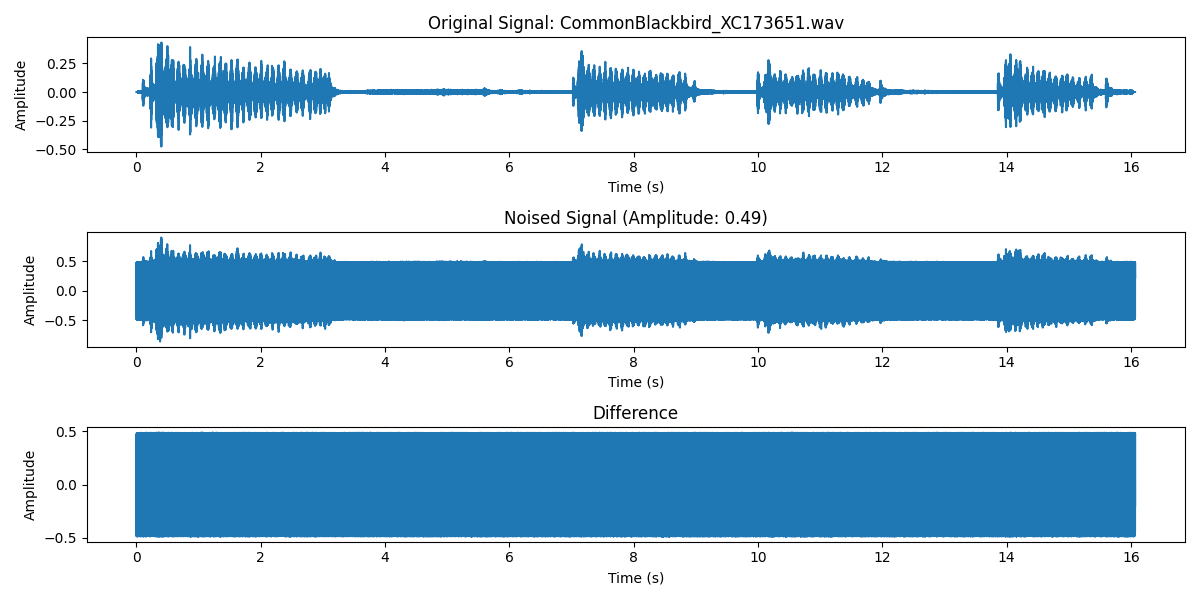 Original Signal: CommonBlackbird_XC173651.wav
0.25
0.00
−0.25
−0.50
Amplitude
0 2 4 6 8 10 12 14 16
Time (s)
Noised Signal (Amplitude: 0.49)
0.5
0.0
−0.5
Amplitude
0 2 4 6 8 10 12 14 16
Time (s)
Difference
0.5
0.0
−0.5
Amplitude
0 2 4 6 8 10 12 14 16
Time (s)